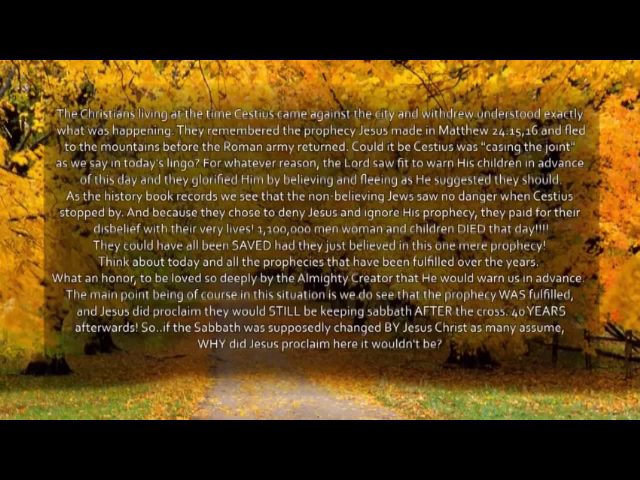 The Christians living at the time Cestius came against the city and withdrew understood exactly
what was happening. They remembered the prophecy Jesus made in Matthew 24:15,16 and fled
to the mountains before the Roman army returned. Could it be Cestius was "casing the joint"
as we say in today's lingo? For whatever reason, the Lord saw fit to warn His children in advance
of this day and they glorified Him by believing and fleeing as He suggested they should.
As the history book records we see that the non-believing Jews saw no danger when Cestius
stopped by. And because they chose to deny Jesus and ignore His prophecy, they paid for their
disbelief with their very lives! 1,100,000 men woman and children DIED that day!!!!
They could have all been SAVED had they just believed in this one mere prophecy!
Think about today and all the prophecies that have been fulfilled over the years.
What an honor, to be loved so deeply by the Almighty Creator that He would warn us in advance.
The main point being of course in this situation is we do see that the prophecy WAS fulfilled,
and Jesus did proclaim they would STILL be keeping sabbath AFTER the cross. 40 YEARS
afterwards! So..if the Sabbath was supposedly changed BY Jesus Christ as many assume,
WHY did Jesus proclaim here it wouldn't be?